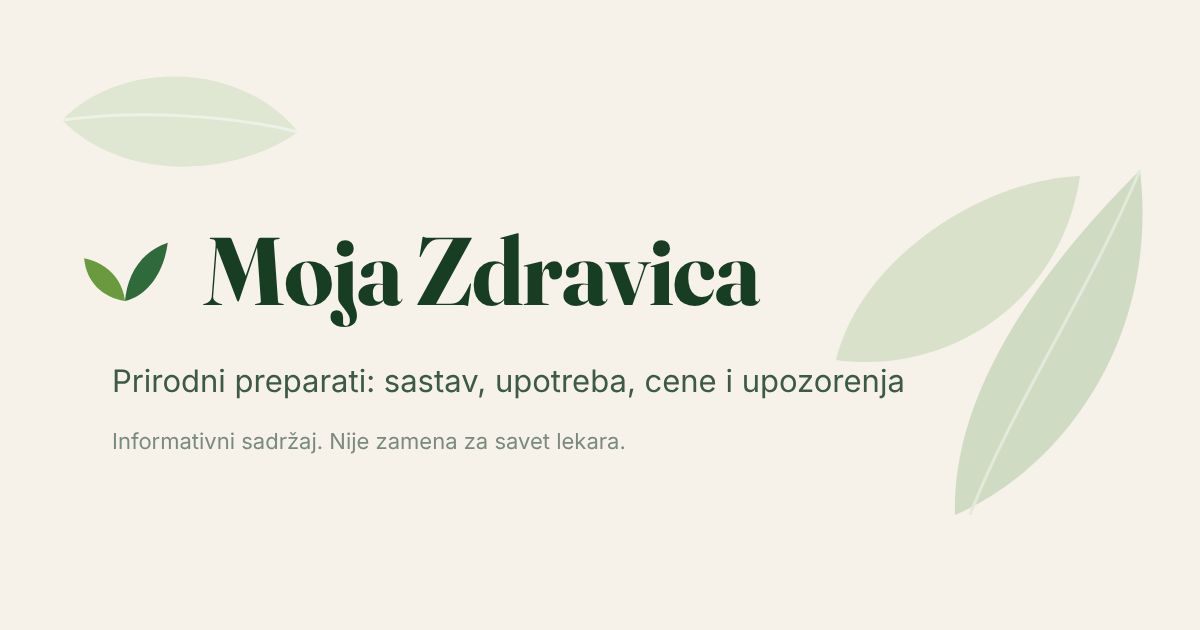 Moja Zdravica
Prirodni preparati: sastav, upotreba, cene i upozorenja
Informativni sadržaj. Nije zamena za savet lekara.